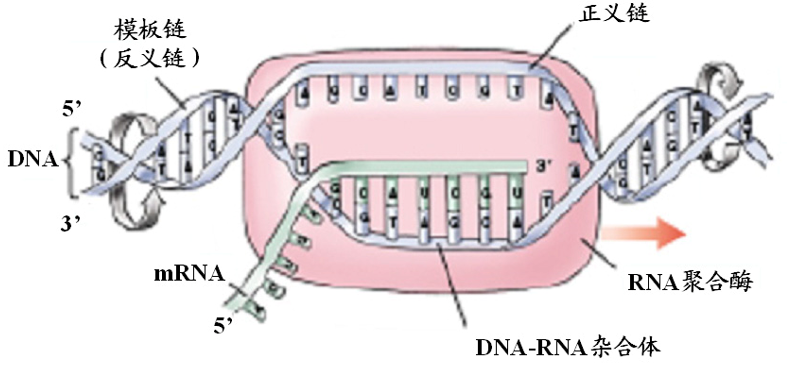 模板链
（反义链）
正义链
5’
DNA
3’
A G C A T C G T A
T
T
3’
G C A U C G U
C G T A G G A
T
A
mRNA
5’
RNA聚合酶
DNA-RNA杂合体